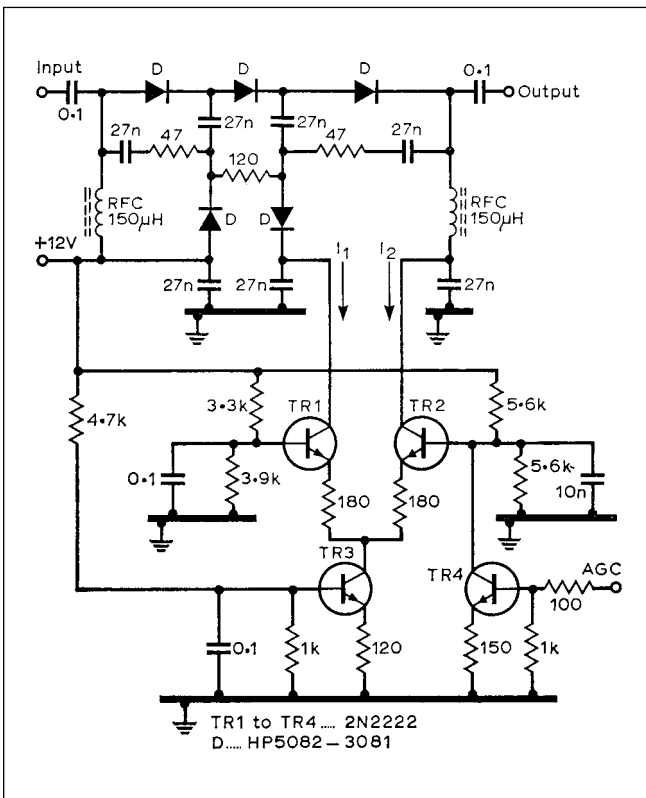 Input
0·1
D
D
D
0·1
Output
27n
47
27n
27n
47
27n
120
RFC
150μH
D
D
RFC
150μH
+12V
27n
27n
I₁
I₂
27n
4·7k
3·3k
TR1
TR2
5·6k
0·1
3·9k
180
180
5·6k
10n
TR3
TR4
AGC
100
0·1
1k
120
150
1k
TR1 to TR4..... 2N2222
D..... HP5082–3081